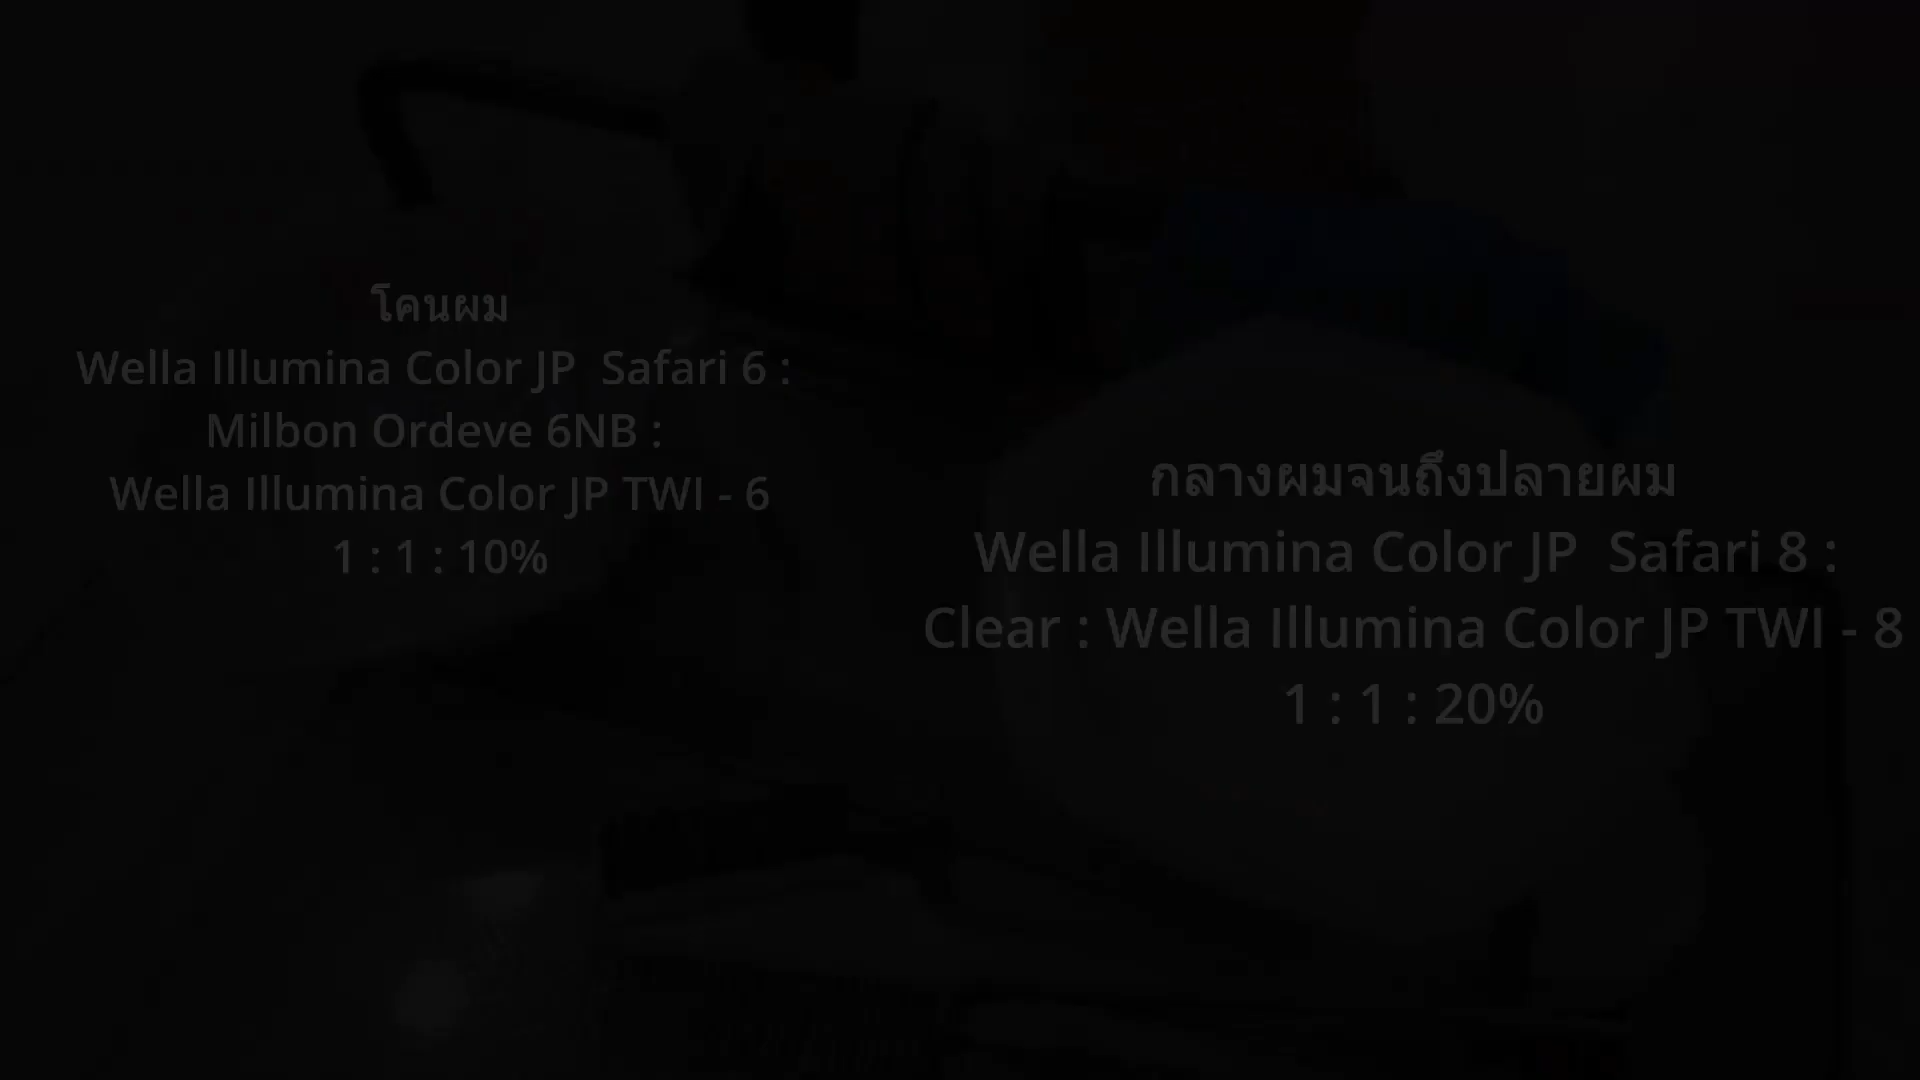 โคนผม
Wella Illumina Color JP  Safari 6 :
Milbon Ordeve 6NB :
Wella Illumina Color JP TWI - 6
1 : 1 : 10%
กลางผมจนถึงปลายผม
Wella Illumina Color JP  Safari 8 :
Clear : Wella Illumina Color JP TWI - 8
1 : 1 : 20%